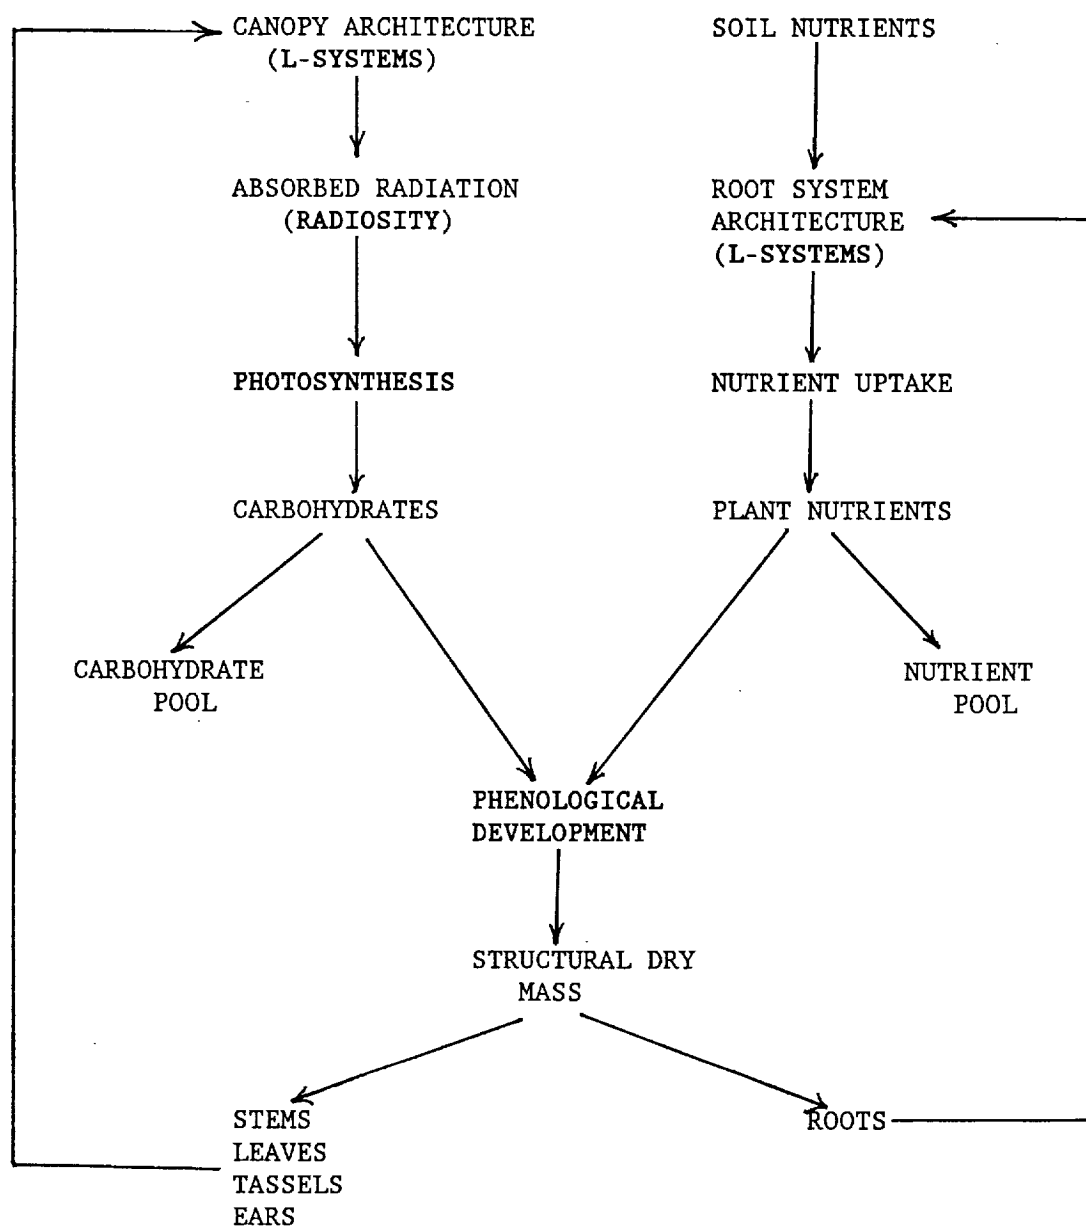 CANOPY ARCHITECTURE
(L-SYSTEMS)
SOIL NUTRIENTS
ABSORBED RADIATION
(RADIOSITY)
ROOT SYSTEM
ARCHITECTURE
(L-SYSTEMS)
PHOTOSYNTHESIS
NUTRIENT UPTAKE
CARBOHYDRATES
PLANT NUTRIENTS
CARBOHYDRATE
POOL
NUTRIENT
POOL
PHENOLOGICAL
DEVELOPMENT
STRUCTURAL DRY
MASS
STEMS
LEAVES
TASSELS
EARS
ROOTS